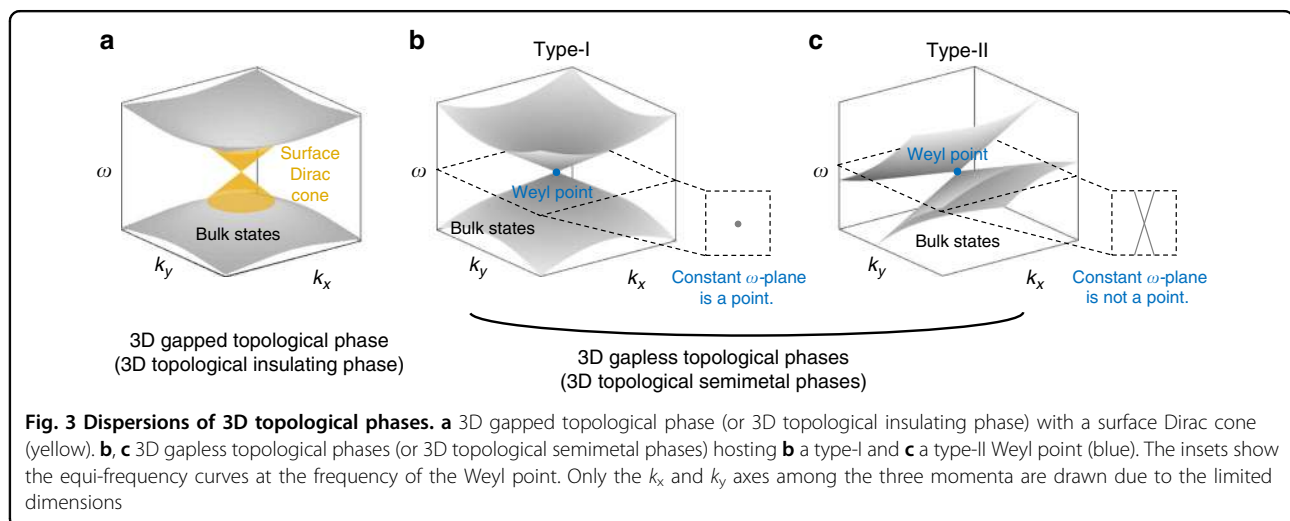 a
ω
Surface
Dirac
cone
Bulk states
k_y
k_x
3D gapped topological phase
(3D topological insulating phase)
b
Type-I
ω
Weyl point
Bulk states
k_y
k_x
Constant ω-plane
is a point.
c
Type-II
ω
Weyl point
Bulk states
k_y
k_x
Constant ω-plane
is not a point.
3D gapless topological phases
(3D topological semimetal phases)
Fig. 3 Dispersions of 3D topological phases. a 3D gapped topological phase (or 3D topological insulating phase) with a surface Dirac cone
(yellow). b, c 3D gapless topological phases (or 3D topological semimetal phases) hosting b a type-I and c a type-II Weyl point (blue). The insets show
the equi-frequency curves at the frequency of the Weyl point. Only the k_x and k_y axes among the three momenta are drawn due to the limited
dimensions